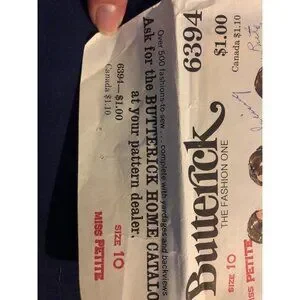 6394
$1.00
Canada $1.10
Butterick
THE FASHION ONE
SIZE 10
MISS PETITE
Over 500 fashions-to-sew... complete with yardages and backviews
Ask for the BUTTERICK HOME CATALO
at your pattern dealer.
6394—$1.00
Canada $1.10
SIZE 10
MISS PETITE